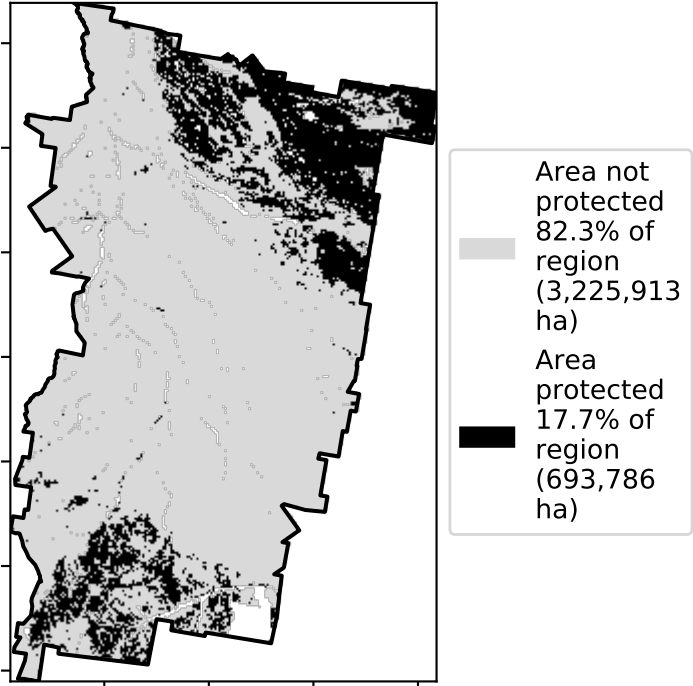 Area not
protected
82.3% of
region
(3,225,913
ha)
Area
protected
17.7% of
region
(693,786
ha)